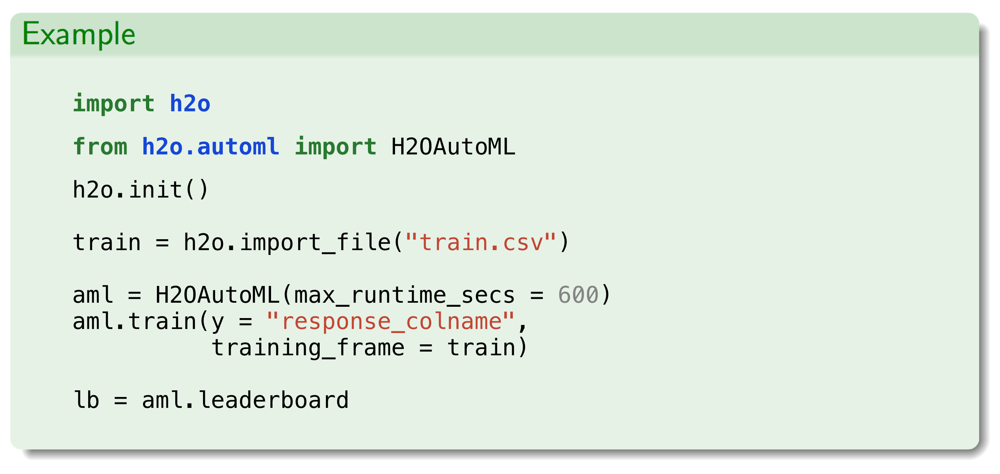 Example
import h2o
from h2o.automl import H2OAutoML
h2o.init()
train = h2o.import_file("train.csv")
aml = H2OAutoML(max_runtime_secs = 600)
aml.train(y = "response_colname",
          training_frame = train)
lb = aml.leaderboard